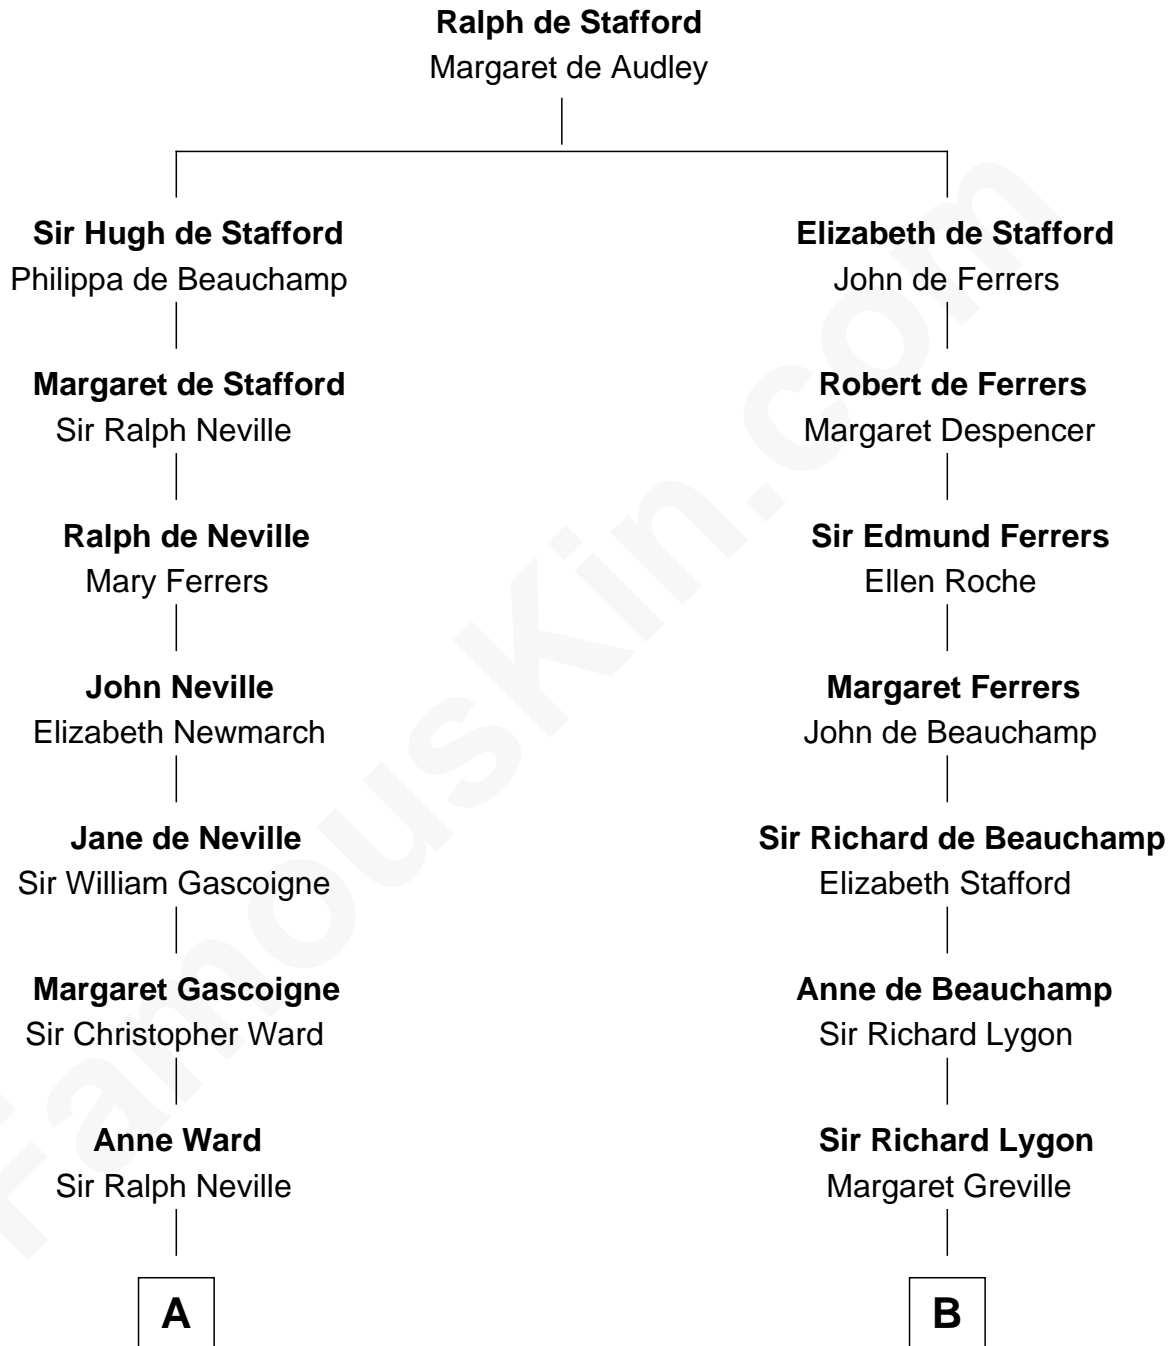 Ralph de Stafford
Margaret de Audley
Sir Hugh de Stafford
Philippa de Beauchamp
Margaret de Stafford
Sir Ralph Neville
Ralph de Neville
Mary Ferrers
John Neville
Elizabeth Newmarch
Jane de Neville
Sir William Gascoigne
Margaret Gascoigne
Sir Christopher Ward
Anne Ward
Sir Ralph Neville
A
Elizabeth de Stafford
John de Ferrers
Robert de Ferrers
Margaret Despencer
Sir Edmund Ferrers
Ellen Roche
Margaret Ferrers
John de Beauchamp
Sir Richard de Beauchamp
Elizabeth Stafford
Anne de Beauchamp
Sir Richard Lygon
Sir Richard Lygon
Margaret Greville
B
FamousKin.com